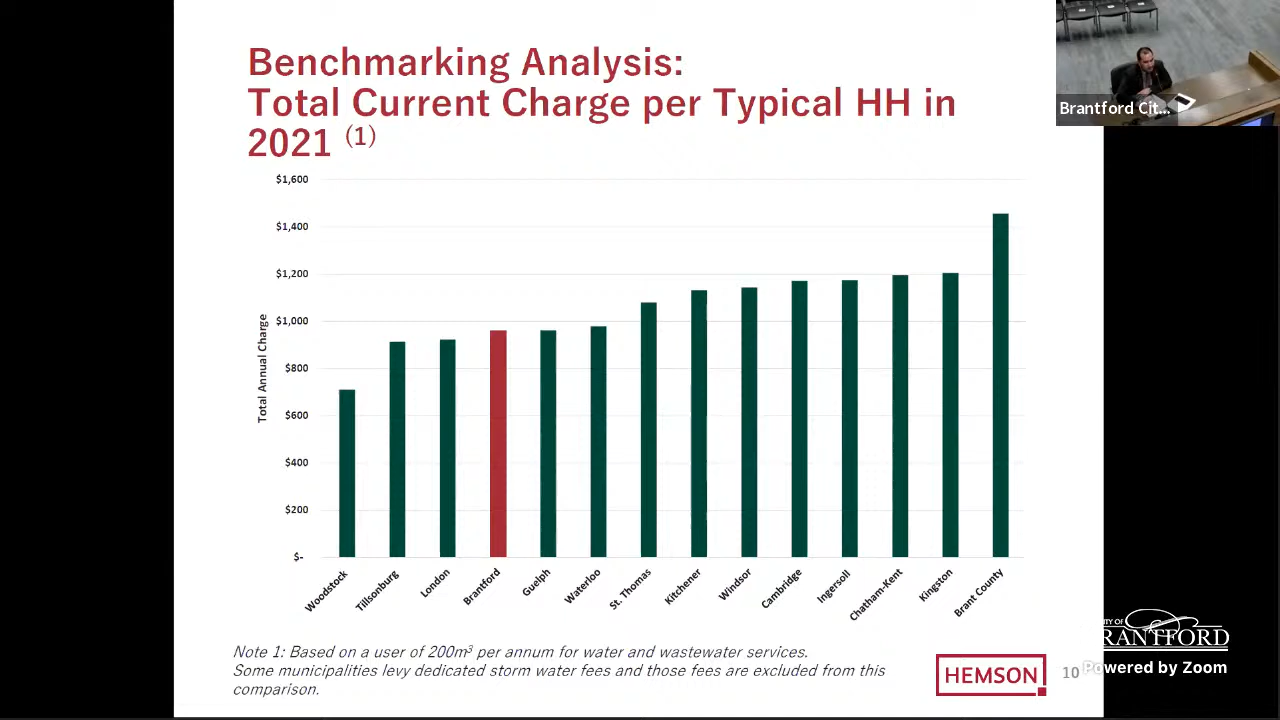 Benchmarking Analysis:
Total Current Charge per Typical HH in
2021 (1)
Brantford Cit...
$1,600
$1,400
$1,200
$1,000
$800
$600
$400
$200
$-
Total Annual Charge
Woodstock
Tillsonburg
London
Brantford
Guelph
Waterloo
St. Thomas
Kitchener
Windsor
Cambridge
Ingersoll
Chatham-Kent
Kingston
Brant County
Note 1: Based on a user of 200m³ per annum for water and wastewater services.
Some municipalities levy dedicated storm water fees and those fees are excluded from this
comparison.
HEMSON
10
ITY OF
RANTFORD
Powered by Zoom